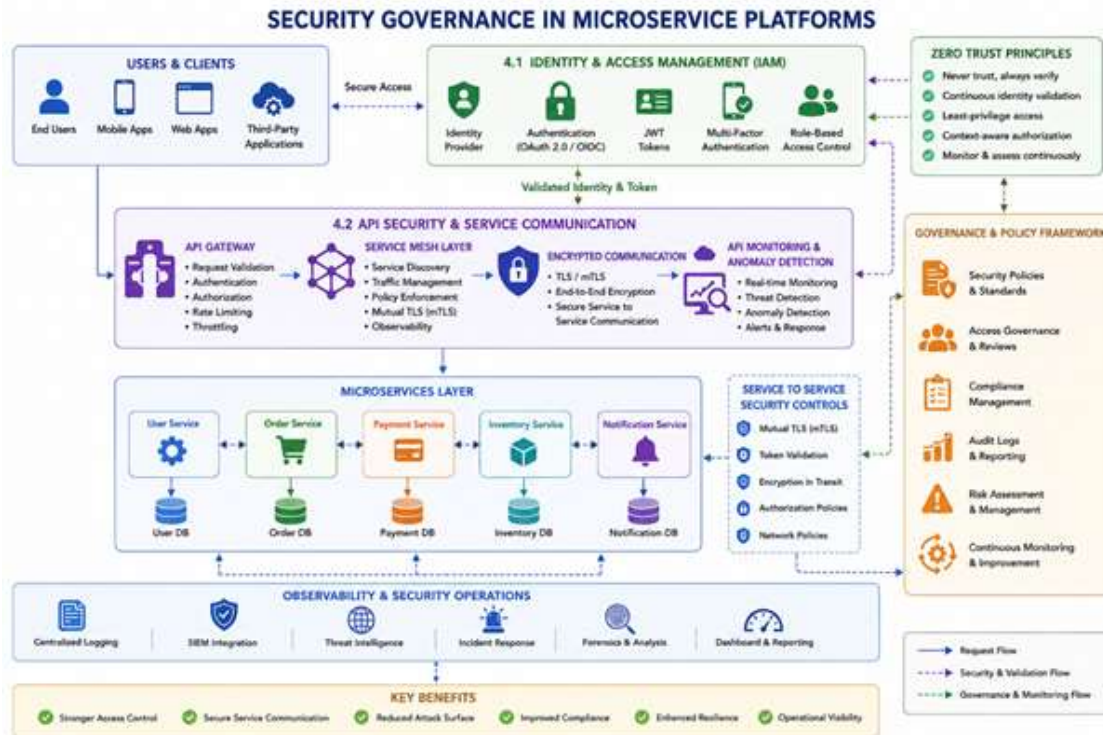 SECURITY GOVERNANCE IN MICROSERVICE PLATFORMS
USERS & CLIENTS
End Users
Mobile Apps
Web Apps
Third-Party
Applications
Secure Access
4.1 IDENTITY & ACCESS MANAGEMENT (IAM)
Identity
Provider
Authentication
(OAuth 2.0 / OIDC)
JWT
Tokens
Multi-Factor
Authentication
Role-Based
Access Control
ZERO TRUST PRINCIPLES
Never trust, always verify
Continuous identity validation
Least-privilege access
Context-aware authorization
Monitor & assess continuously
Validated Identity & Token
4.2 API SECURITY & SERVICE COMMUNICATION
API GATEWAY
• Request Validation
• Authentication
• Authorization
• Rate Limiting
• Throttling
SERVICE MESH LAYER
• Service Discovery
• Traffic Management
• Policy Enforcement
• Mutual TLS (mTLS)
• Observability
ENCRYPTED COMMUNICATION
• TLS / mTLS
• End-to-End Encryption
• Secure Service to
Service Communication
API MONITORING &
ANOMALY DETECTION
• Real-time Monitoring
• Threat Detection
• Anomaly Detection
• Alerts & Response
GOVERNANCE & POLICY FRAMEWORK
Security Policies
& Standards
Access Governance
& Reviews
Compliance
Management
Audit Logs
& Reporting
Risk Assessment
& Management
Continuous Monitoring
& Improvement
MICROSERVICES LAYER
User Service
Order Service
Payment Service
Inventory Service
Notification Service
User DB
Order DB
Payment DB
Inventory DB
Notification DB
SERVICE TO SERVICE
SECURITY CONTROLS
Mutual TLS (mTLS)
Token Validation
Encryption in Transit
Authorization Policies
Network Policies
OBSERVABILITY & SECURITY OPERATIONS
Centralized Logging
SIEM Integration
Threat Intelligence
Incident Response
Forensics & Analysis
Dashboard & Reporting
Request Flow
Security & Validation Flow
Governance & Monitoring Flow
KEY BENEFITS
Stronger Access Control
Secure Service Communication
Reduced Attack Surface
Improved Compliance
Enhanced Resilience
Operational Visibility